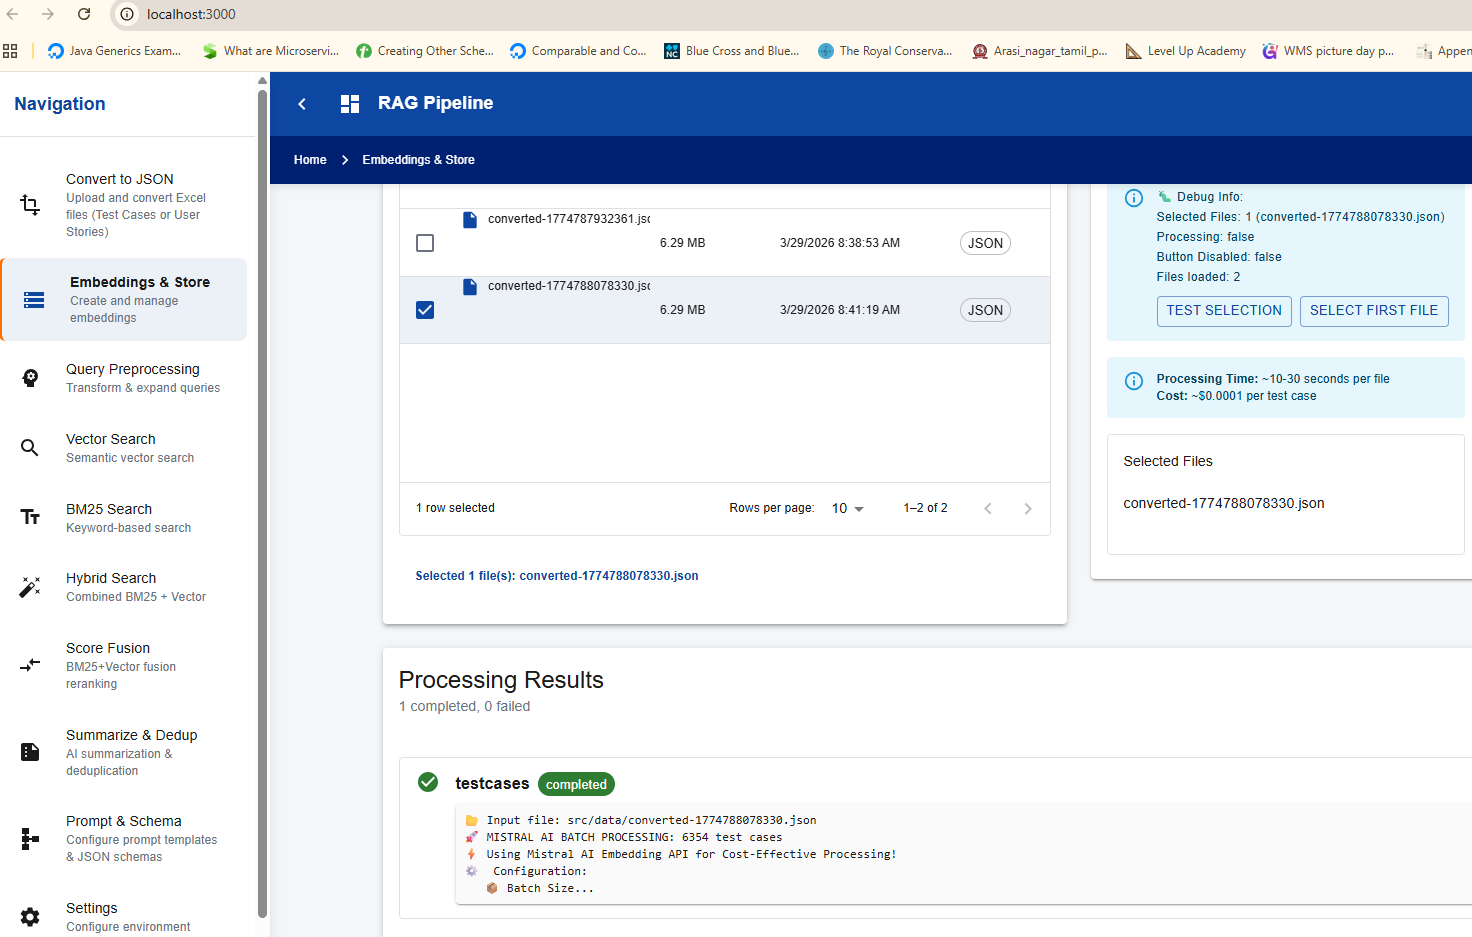 localhost:3000
Java Generics Exam...
What are Microservi...
Creating Other Sche...
Comparable and Co...
Blue Cross and Blue...
The Royal Conserva...
Arasi_nagar_tamil_p...
Level Up Academy
WMS picture day p...
Appen
Navigation
Convert to JSON
Upload and convert Excel
files (Test Cases or User
Stories)
Embeddings & Store
Create and manage
embeddings
Query Preprocessing
Transform & expand queries
Vector Search
Semantic vector search
BM25 Search
Keyword-based search
Hybrid Search
Combined BM25 + Vector
Score Fusion
BM25+Vector fusion
reranking
Summarize & Dedup
AI summarization &
deduplication
Prompt & Schema
Configure prompt templates
& JSON schemas
Settings
Configure environment
RAG Pipeline
Home > Embeddings & Store
converted-1774787932361.jsc
6.29 MB 3/29/2026 8:38:53 AM JSON
converted-1774788078330.jsc
6.29 MB 3/29/2026 8:41:19 AM JSON
1 row selected
Rows per page: 10 1–2 of 2
Selected 1 file(s): converted-1774788078330.json
Debug Info:
Selected Files: 1 (converted-1774788078330.json)
Processing: false
Button Disabled: false
Files loaded: 2
TEST SELECTION
SELECT FIRST FILE
Processing Time: ~10-30 seconds per file
Cost: ~$0.0001 per test case
Selected Files
converted-1774788078330.json
Processing Results
1 completed, 0 failed
testcases completed
Input file: src/data/converted-1774788078330.json
MISTRAL AI BATCH PROCESSING: 6354 test cases
Using Mistral AI Embedding API for Cost-Effective Processing!
Configuration:
Batch Size...